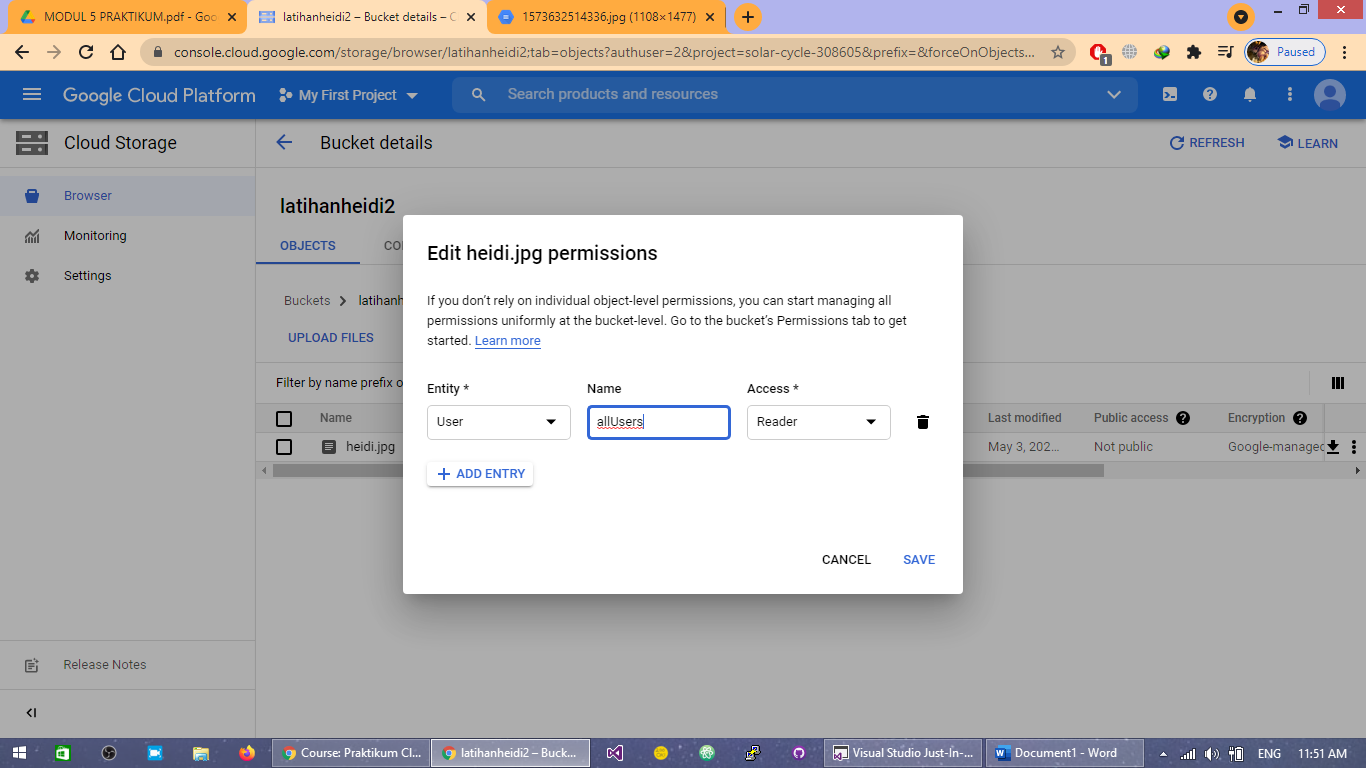 MODUL 5 PRAKTIKUM.pdf - Goo
latihanheidi2 – Bucket details – C
1573632514336.jpg (1108×1477)
console.cloud.google.com/storage/browser/latihanheidi2;tab=objects?authuser=2&project=solar-cycle-308605&prefix=&forceOnObjects...
1
Paused
Google Cloud Platform
My First Project
Search products and resources
Cloud Storage
Bucket details
REFRESH
LEARN
Browser
Monitoring
Settings
latihanheidi2
OBJECTS
CO
Buckets
latihanh
UPLOAD FILES
Filter by name prefix o
Name
Last modified
Public access
Encryption
heidi.jpg
May 3, 202...
Not public
Google-managed
Edit heidi.jpg permissions
If you don't rely on individual object-level permissions, you can start managing all
permissions uniformly at the bucket-level. Go to the bucket's Permissions tab to get
started. Learn more
Entity *
Name
Access *
User
allUsers
Reader
ADD ENTRY
CANCEL
SAVE
Release Notes
Course: Praktikum Cl...
latihanheidi2 – Buck...
Visual Studio Just-In-...
Document1 - Word
ENG
11:51 AM